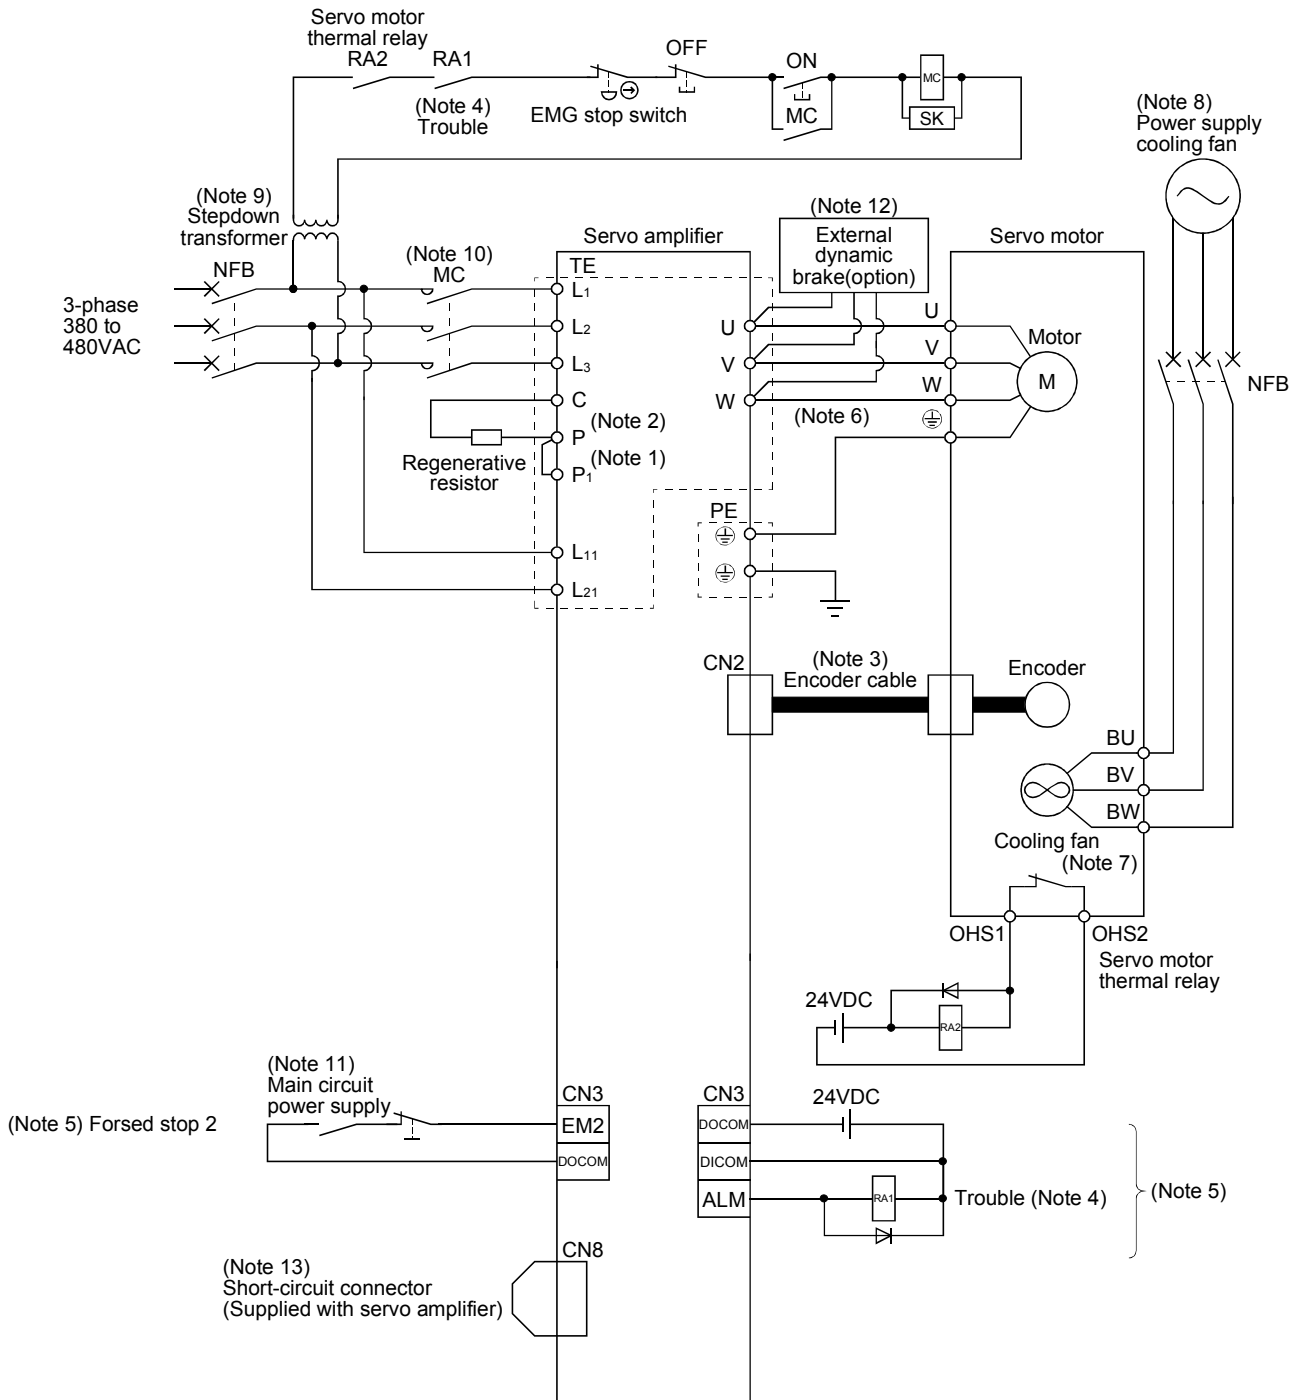 Servo motor
thermal relay
RA2
RA1
(Note 4)
Trouble
EMG stop switch
OFF
ON
MC
MC
SK
(Note 8)
Power supply
cooling fan
(Note 9)
Stepdown
transformer
NFB
(Note 10)
MC
3-phase
380 to
480VAC
Servo amplifier
TE
L1
L2
L3
C
P
(Note 2)
P1
(Note 1)
Regenerative
resistor
L11
L21
U
V
W
(Note 12)
External
dynamic
brake(option)
(Note 6)
PE
Servo motor
U
V
W
Motor
M
NFB
CN2
(Note 3)
Encoder cable
Encoder
BU
BV
BW
Cooling fan
(Note 7)
OHS1
OHS2
Servo motor
thermal relay
24VDC
RA2
(Note 11)
Main circuit
power supply
(Note 5) Forsed stop 2
CN3
EM2
DOCOM
CN3
DOCOM
DICOM
ALM
24VDC
RA1
Trouble (Note 4)
(Note 5)
CN8
(Note 13)
Short-circuit connector
(Supplied with servo amplifier)